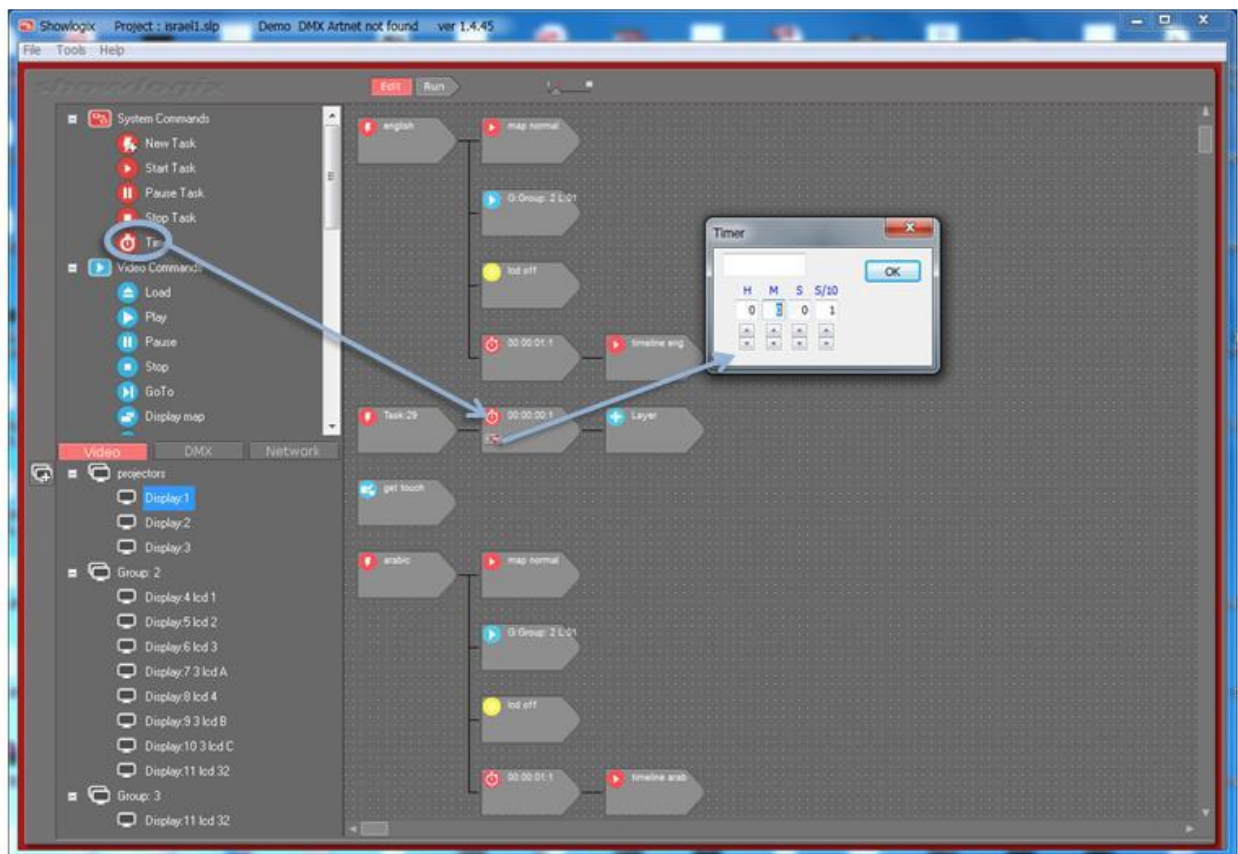 Showlogix Project : israel1.slp Demo DMX Artnet not found ver 1.4.45
File Tools Help
showlogix
Edit Run
System Commands
New Task
Start Task
Pause Task
Stop Task
Video Commands
Load
Play
Pause
Stop
GoTo
Display map
Video DMX Network
projectors
Display:1
Display:2
Display:3
Group: 2
Display:4 lcd 1
Display:5 lcd 2
Display:6 lcd 3
Display:7 3 lcd A
Display:8 lcd 4
Display:9 3 lcd B
Display:10 3 lcd C
Display:11 lcd 32
Group: 3
Display:11 lcd 32
english map normal
G:Group: 2 L:01
lcd off
00:00:01:1 timeline eng
Task:29 00:00:00:1 Layer
get touch
arabic map normal
G:Group: 2 L:01
lcd off
00:00:01:1 timeline arab
Timer
OK
H M S S/10
0 0 0 1